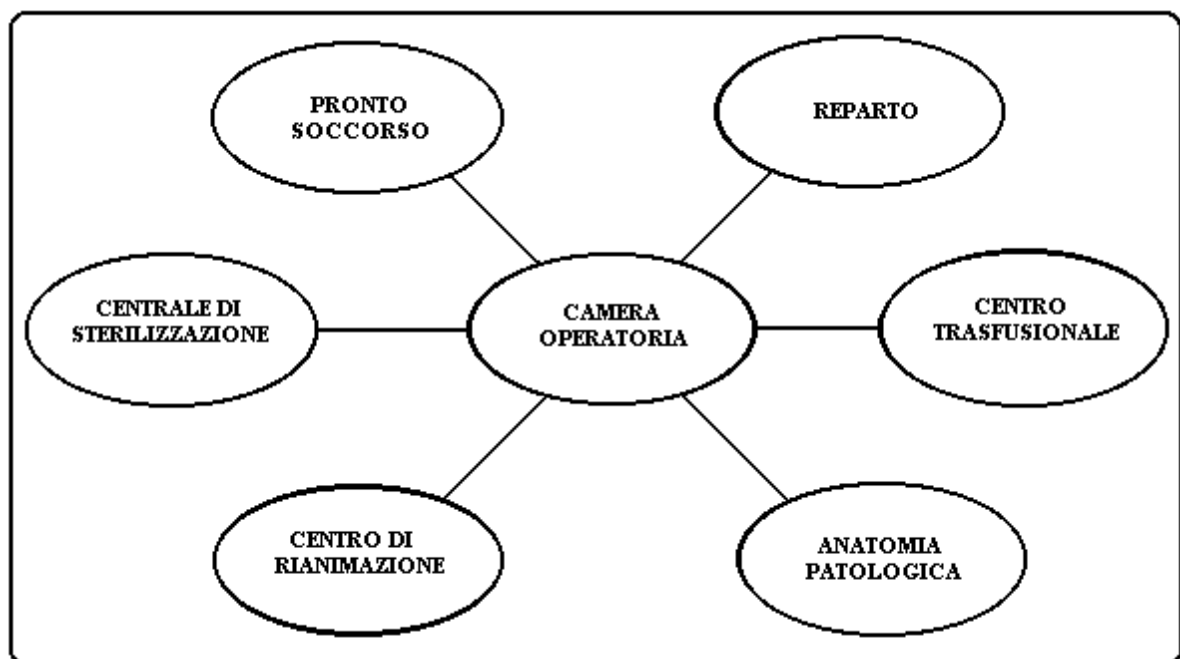 PRONTO
SOCCORSO
REPARTO
CENTRALE DI
STERILIZZAZIONE
CAMERA
OPERATORIA
CENTRO
TRASFUSIONALE
CENTRO DI
RIANIMAZIONE
ANATOMIA
PATOLOGICA